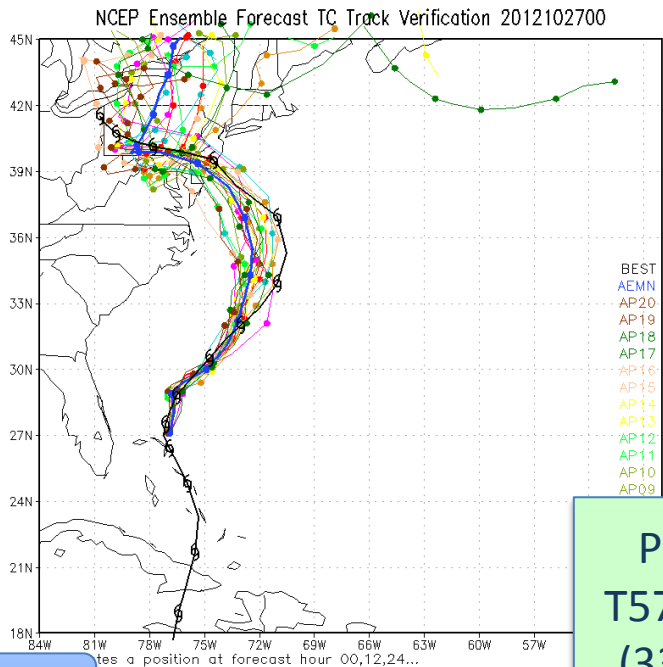 NCEP Ensemble Forecast TC Track Verification 2012102700
45N
42N
39N
36N
33N
30N
27N
24N
21N
18N
84W 81W 78W 75W 72W 69W 66W 63W 60W 57W
BEST
AEMN
AP20
AP19
AP18
AP17
AP16
AP15
AP14
AP13
AP12
AP11
AP10
AP09
P
T57
tes a position at forecast hour 00,12,24...